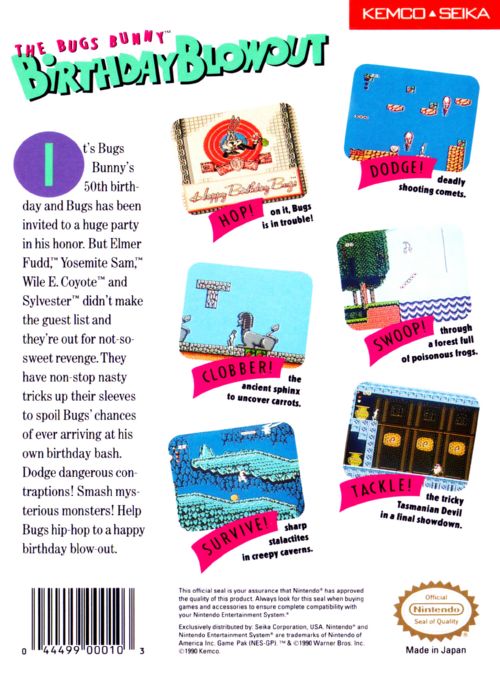 KEMCO▲SEIKA
THE BUGS BUNNY™
BIRTHDAY BLOWOUT
It's Bugs
Bunny's
50th birth-
day and Bugs has been
invited to a huge party
in his honor. But Elmer
Fudd,™ Yosemite Sam,™
Wile E. Coyote™ and
Sylvester™ didn't make
the guest list and
they're out for not-so-
sweet revenge. They
have non-stop nasty
tricks up their sleeves
to spoil Bugs' chances
of ever arriving at his
own birthday bash.
Dodge dangerous con-
traptions! Smash mys-
terious monsters! Help
Bugs hip-hop to a happy
birthday blow-out.
A happy Birthday Bugs!
HOP! on it, Bugs
is in trouble!
DODGE! deadly
shooting comets.
CLOBBER! the
ancient sphinx
to uncover carrots.
SWOOP! through
a forest full
of poisonous frogs.
SURVIVE! sharp
stalactites
in creepy caverns.
TACKLE! the tricky
Tasmanian Devil
in a final showdown.
0 44499 00010 3
This official seal is your assurance that Nintendo® has approved
the quality of this product. Always look for this seal when buying
games and accessories to ensure complete compatibility with
your Nintendo Entertainment System.®
Exclusively distributed by: Seika Corporation, USA. Nintendo® and
Nintendo Entertainment System® are trademarks of Nintendo of
America Inc. Game Pak (NES-GP). ™ & ©1990 Warner Bros. Inc.
©1990 Kemco.
Official
Nintendo
Seal of Quality
Made in Japan